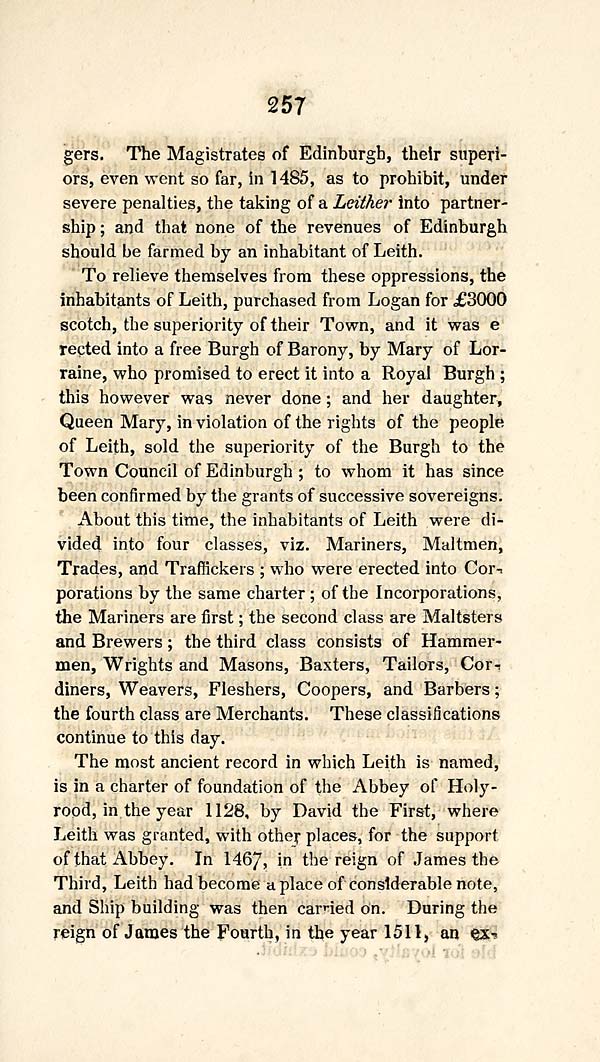 257
gers. The Magistrates of Edinburgh, their superi-
ors, even went so far, in 1485, as to prohibit, under
severe penalties, the taking of a Leither into partner-
ship; and that none of the revenues of Edinburgh
should be farmed by an inhabitant of Leith.
To relieve themselves from these oppressions, the
inhabitants of Leith, purchased from Logan for £3000
scotch, the superiority of their Town, and it was e
rected into a free Burgh of Barony, by Mary of Lor-
raine, who promised to erect it into a Royal Burgh;
this however was never done; and her daughter,
Queen Mary, in violation of the rights of the people
of Leith, sold the superiority of the Burgh to the
Town Council of Edinburgh; to whom it has since
been confirmed by the grants of successive sovereigns.
About this time, the inhabitants of Leith were di-
vided into four classes, viz. Mariners, Maltmen,
Trades, and Traffickers; who were erected into Cor-
porations by the same charter; of the Incorporations,
the Mariners are first; the second class are Maltsters
and Brewers; the third class consists of Hammer-
men, Wrights and Masons, Baxters, Tailors, Cor-
diners, Weavers, Fleshers, Coopers, and Barbers;
the fourth class are Merchants. These classifications
continue to this day.
The most ancient record in which Leith is named,
is in a charter of foundation of the Abbey of Holy-
rood, in the year 1128, by David the First, where
Leith was granted, with other places, for the support
of that Abbey. In 1467, in the reign of James the
Third, Leith had become a place of considerable note,
and Ship building was then carried on. During the
reign of James the Fourth, in the year 1511, an ex-